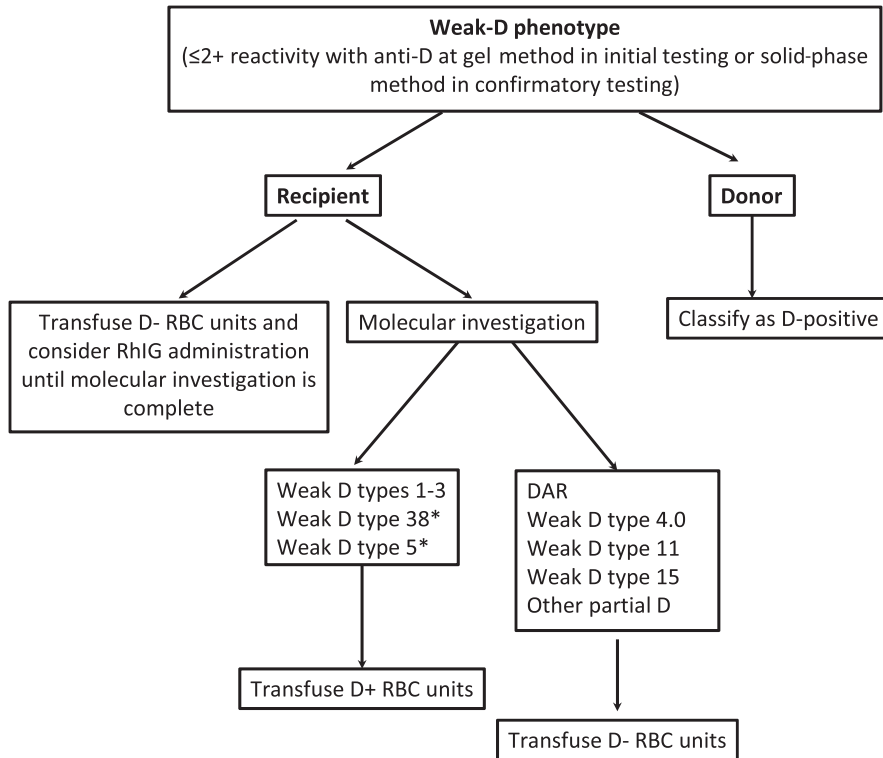 Weak-D phenotype
(≤2+ reactivity with anti-D at gel method in initial testing or solid-phase
method in confirmatory testing)
Recipient
Donor
Transfuse D- RBC units and
consider RhIG administration
until molecular investigation is
complete
Molecular investigation
Classify as D-positive
Weak D types 1-3
Weak D type 38*
Weak D type 5*
DAR
Weak D type 4.0
Weak D type 11
Weak D type 15
Other partial D
Transfuse D+ RBC units
Transfuse D- RBC units